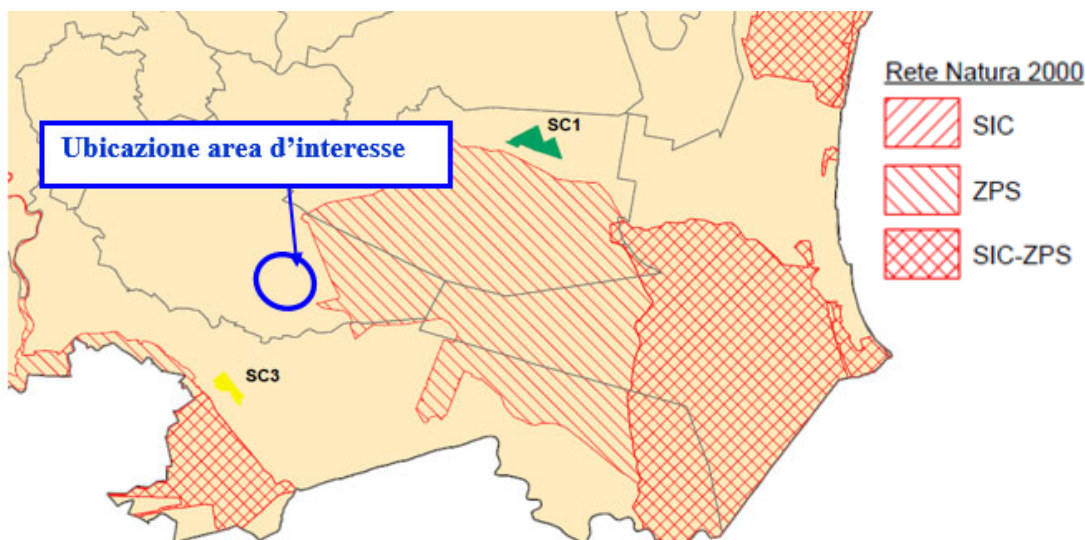 Ubicazione area d'interesse
SC1
SC3
Rete Natura 2000
SIC
ZPS
SIC-ZPS